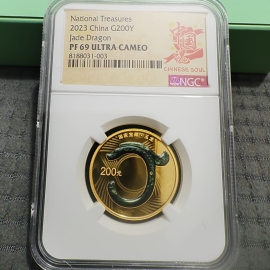 National Treasures
2023 China G200Y
Jade Dragon
PF 69 ULTRA CAMEO
8188031-003
CHINESE SOUL
NGC
200元